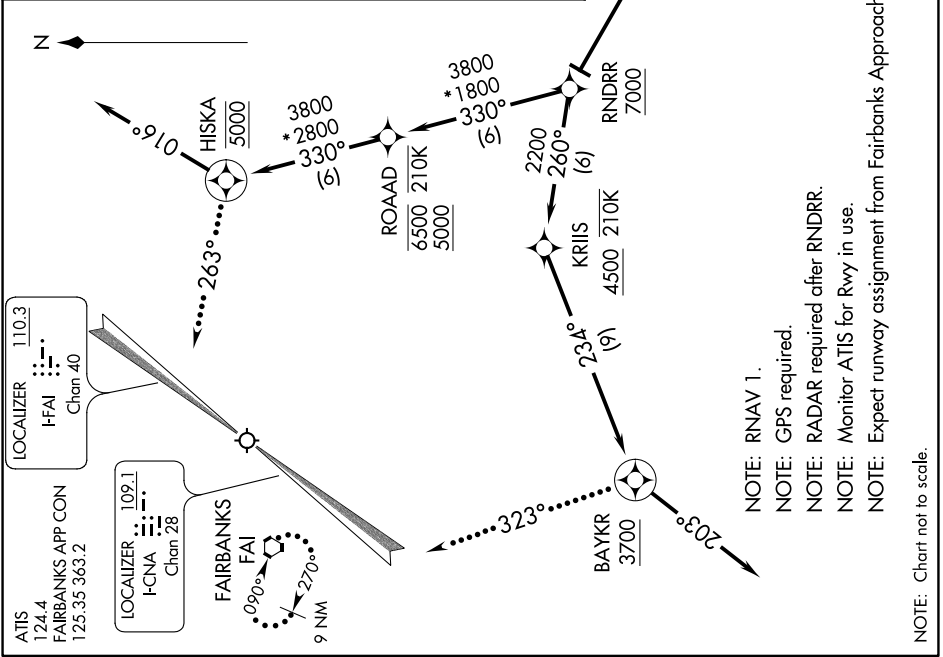 ATIS
124.4
FAIRBANKS APP CON
125.35 363.2
LOCALIZER 110.3
I-FAI
Chan 40
LOCALIZER 109.1
I-CNA
Chan 28
FAIRBANKS
FAI
090°
270°
9 NM
N
016°
HISKA
5000
263°
3800
*2800
330°
(6)
ROAAD
6500 210K
5000
3800
*1800
330°
(6)
RNDRR
7000
2200
260°
(6)
KRIIS
4500 210K
234°
(9)
BAYKR
3700
323°
203°
NOTE: RNAV 1.
NOTE: GPS required.
NOTE: RADAR required after RNDRR.
NOTE: Monitor ATIS for Rwy in use.
NOTE: Expect runway assignment from Fairbanks Approach
NOTE: Chart not to scale.